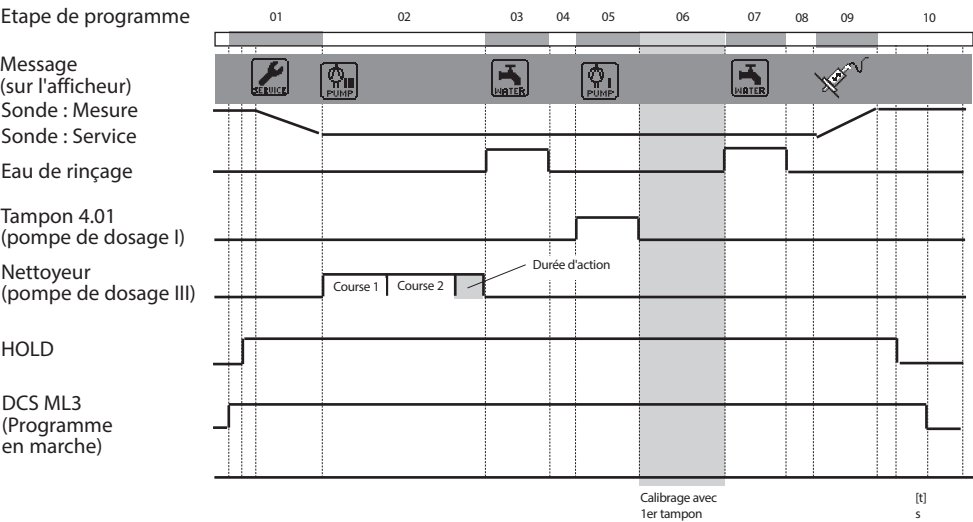 Etape de programme 01 02 03 04 05 06 07 08 09 10
Message
(sur l'afficheur)
SERVICE PUMP WATER PUMP WATER
Sonde : Mesure
Sonde : Service
Eau de rinçage
Tampon 4.01
(pompe de dosage I)
Durée d'action
Nettoyeur
(pompe de dosage III)
Course 1 Course 2
HOLD
DCS ML3
(Programme
en marche)
Calibrage avec
1er tampon
[t]
s